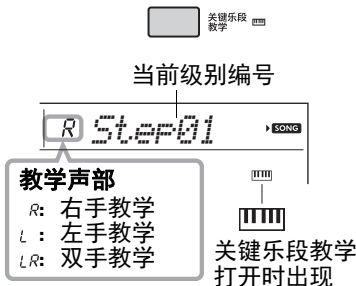 关键乐段
教学
当前级别编号
R Step01
SONG
教学声部
R: 右手教学
L : 左手教学
LR: 双手教学
关键乐段教学
打开时出现